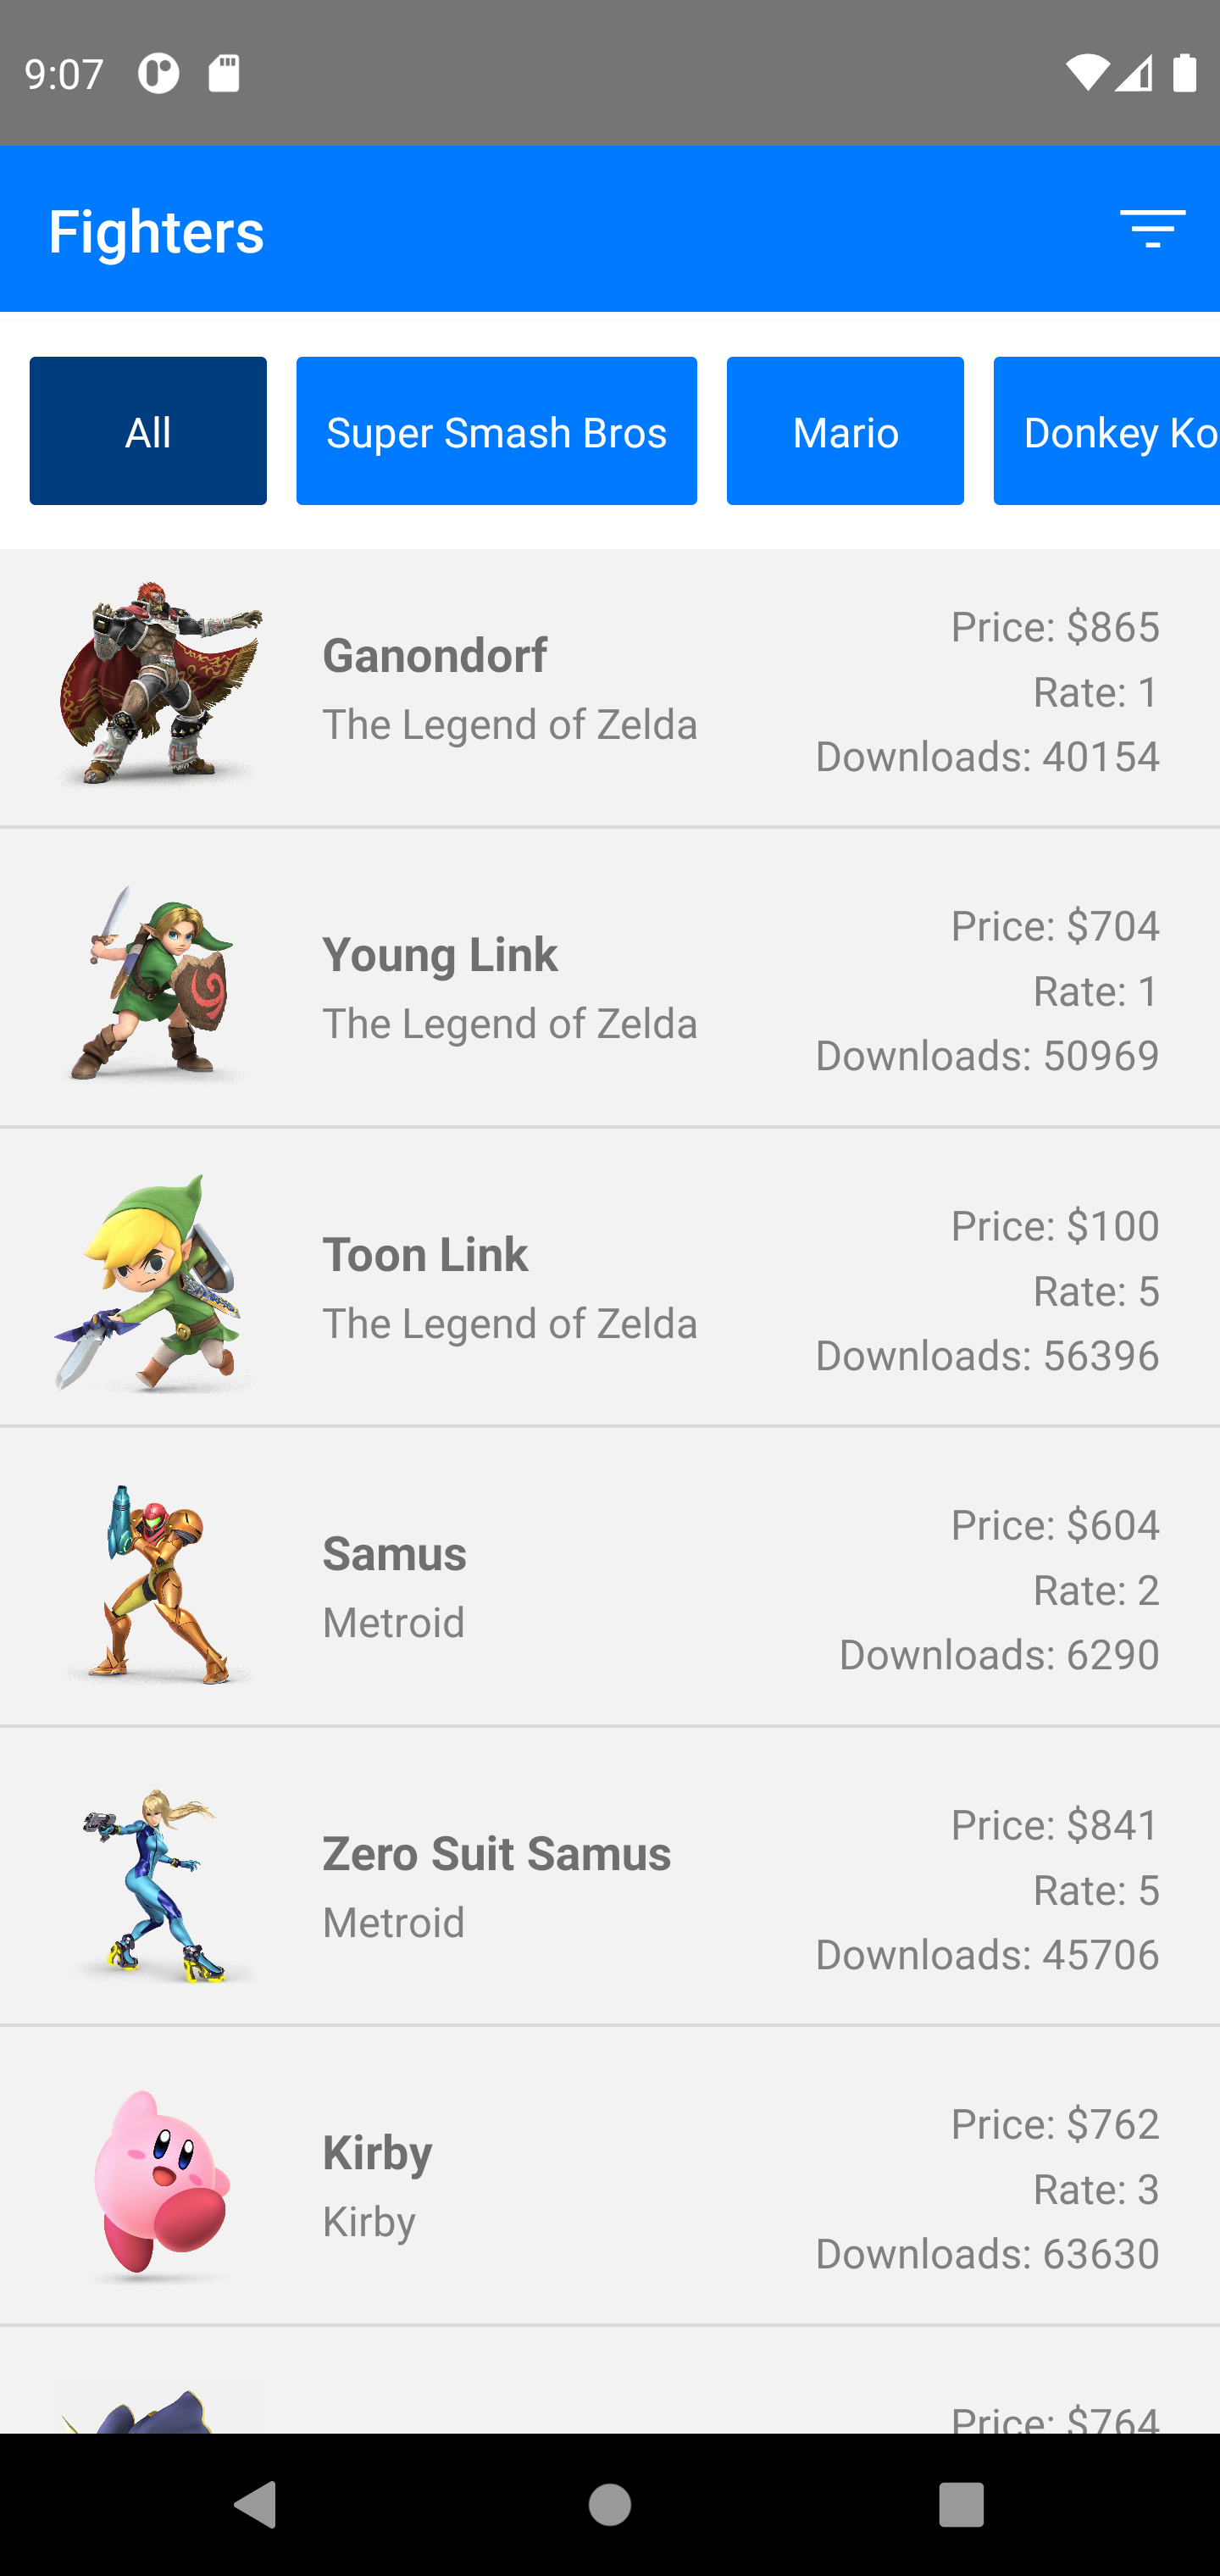 9:07
Fighters
All
Super Smash Bros
Mario
Donkey Ko
Ganondorf
The Legend of Zelda
Price: $865
Rate: 1
Downloads: 40154
Young Link
The Legend of Zelda
Price: $704
Rate: 1
Downloads: 50969
Toon Link
The Legend of Zelda
Price: $100
Rate: 5
Downloads: 56396
Samus
Metroid
Price: $604
Rate: 2
Downloads: 6290
Zero Suit Samus
Metroid
Price: $841
Rate: 5
Downloads: 45706
Kirby
Kirby
Price: $762
Rate: 3
Downloads: 63630
Price: $764